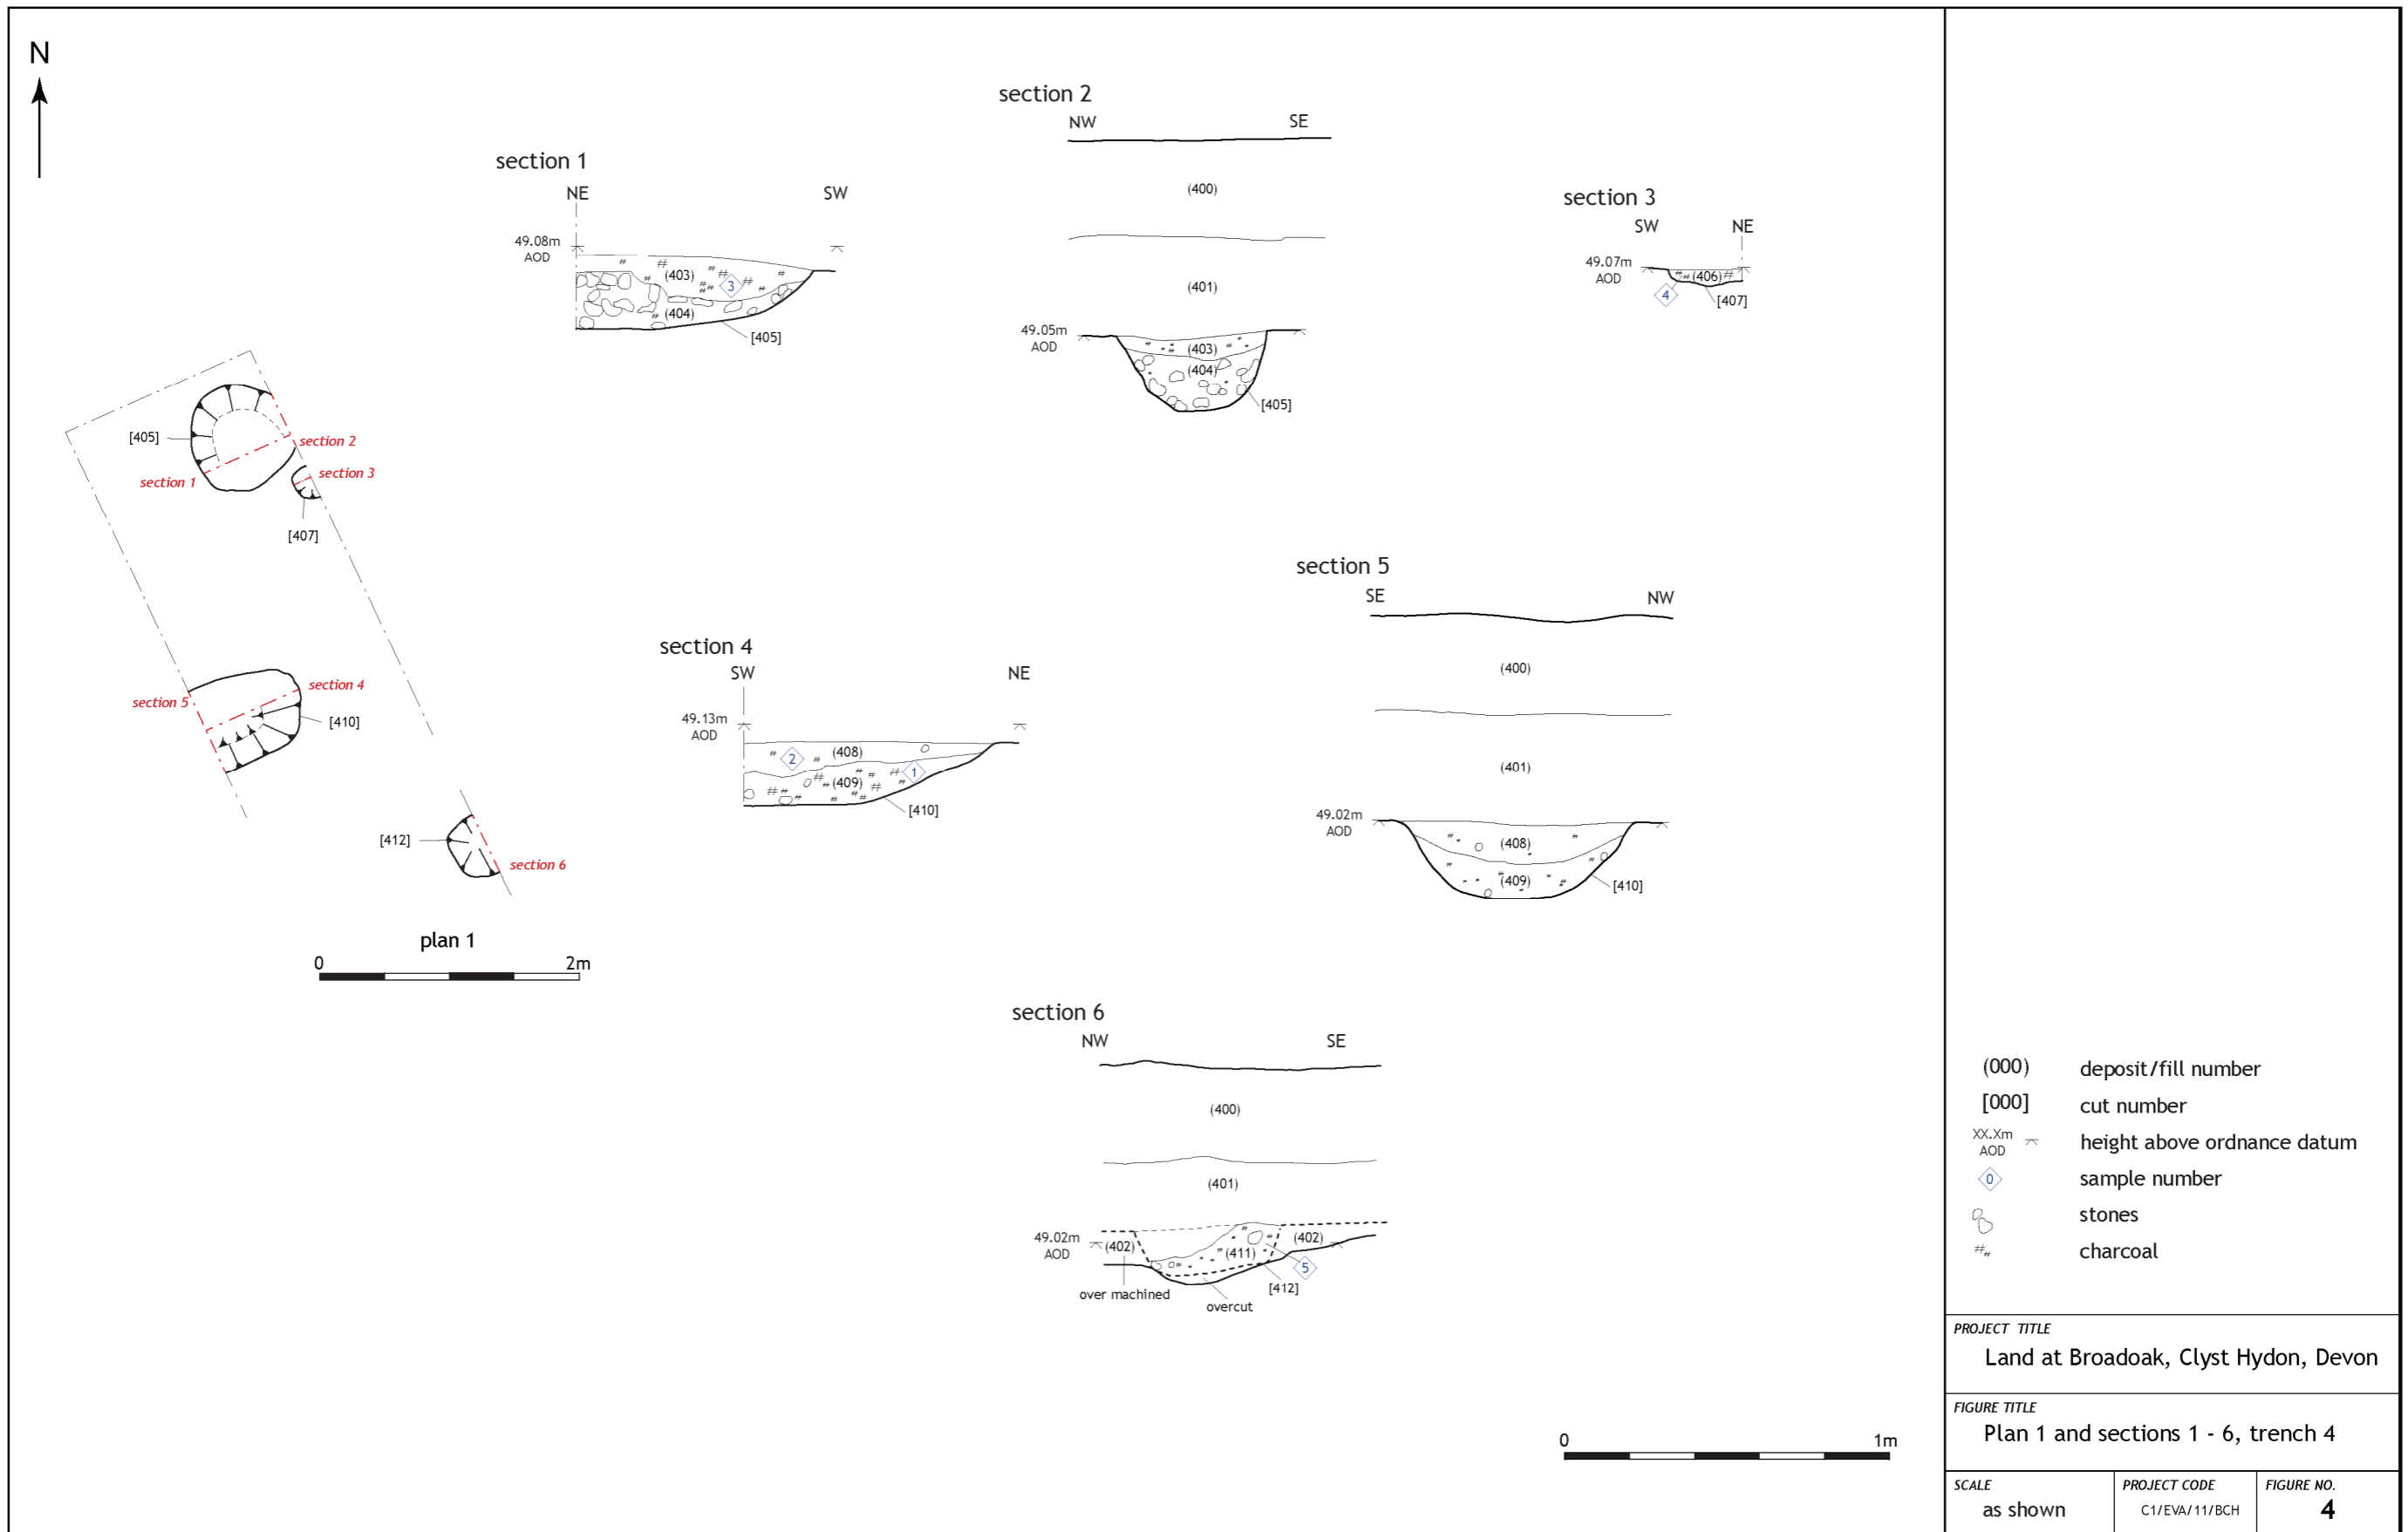 N
section 1
NE SW
49.08m
AOD
(403)
3
(404)
[405]
section 2
NW SE
(400)
(401)
49.05m
AOD
(403)
(404)
[405]
section 3
SW NE
49.07m
AOD
(406)
4
[407]
[405]
section 2
section 1
section 3
[407]
section 4
section 5
[410]
[412]
section 6
plan 1
0 2m
section 4
SW NE
49.13m
AOD
(408)
2
1
(409)
[410]
section 5
SE NW
(400)
(401)
49.02m
AOD
(408)
(409)
[410]
section 6
NW SE
(400)
(401)
49.02m
AOD
(402)
(402)
(411)
5
[412]
over machined
overcut
0 1m
(000) deposit/fill number
[000] cut number
XX.Xm
AOD
height above ordnance datum
0 sample number
stones
charcoal
PROJECT TITLE
Land at Broadoak, Clyst Hydon, Devon
FIGURE TITLE
Plan 1 and sections 1 - 6, trench 4
SCALE
as shown
PROJECT CODE
C1/EVA/11/BCH
FIGURE NO.
4